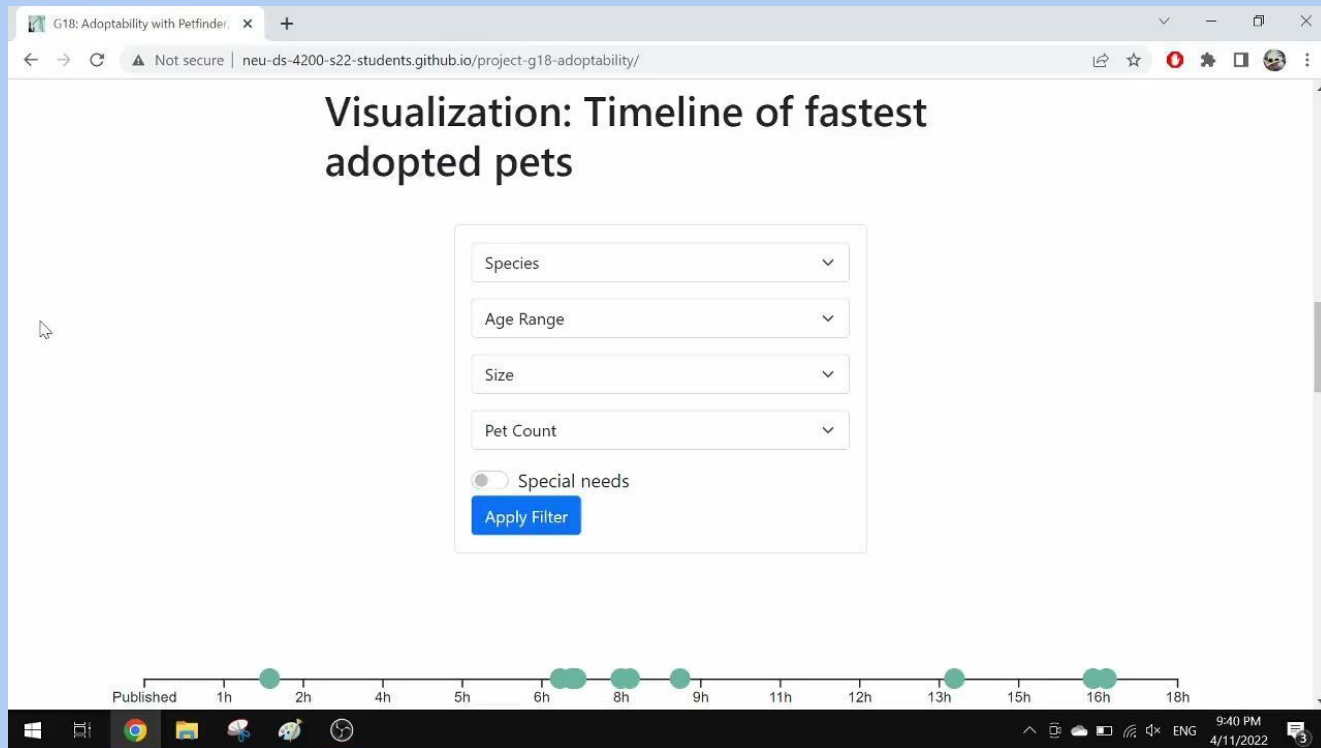 G18: Adoptability with Petfinder.
Not secure | neu-ds-4200-s22-students.github.io/project-g18-adoptability/
Visualization: Timeline of fastest
adopted pets
Species
Age Range
Size
Pet Count
Special needs
Apply Filter
Published 1h 2h 4h 5h 6h 8h 9h 11h 12h 13h 15h 16h 18h
ENG
9:40 PM
4/11/2022
3